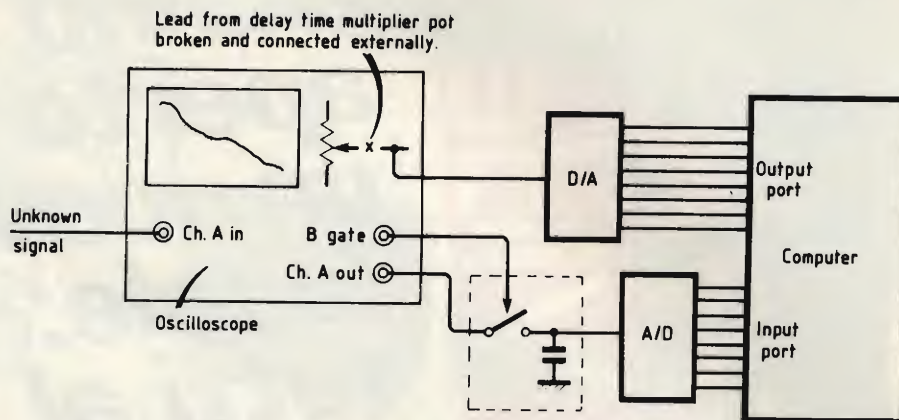 Lead from delay time multiplier pot
broken and connected externally.
x
D/A
Output
port
Unknown
signal
Ch. A in
B gate
Computer
Ch. A out
Oscilloscope
A/D
Input
port